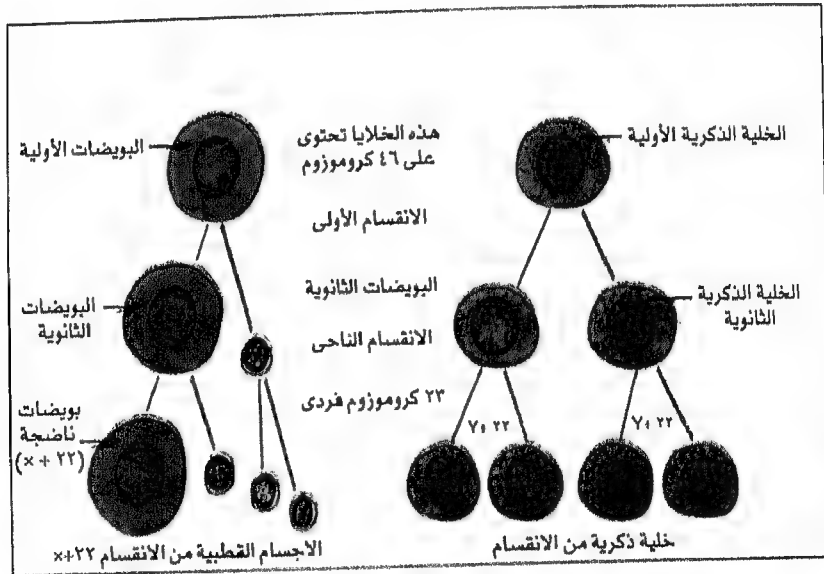 الخلية الذكرية الأولية
هذه الخلايا تحتوى
على ٤٦ كروموزوم
البويضات الأولية
الانقسام الأولى
البويضات الثانوية
الخلية الذكرية
الثانوية
البويضات
الثانوية
الانقسام الناحى
٢٣ كروموزوم فردى
٢٢ و Y
٢٢ و Y
بويضات
ناضجة
(٢٢ + x)
خلية ذكرية من الانقسام
الاجسام القطبية من الانقسام ٢٢+x